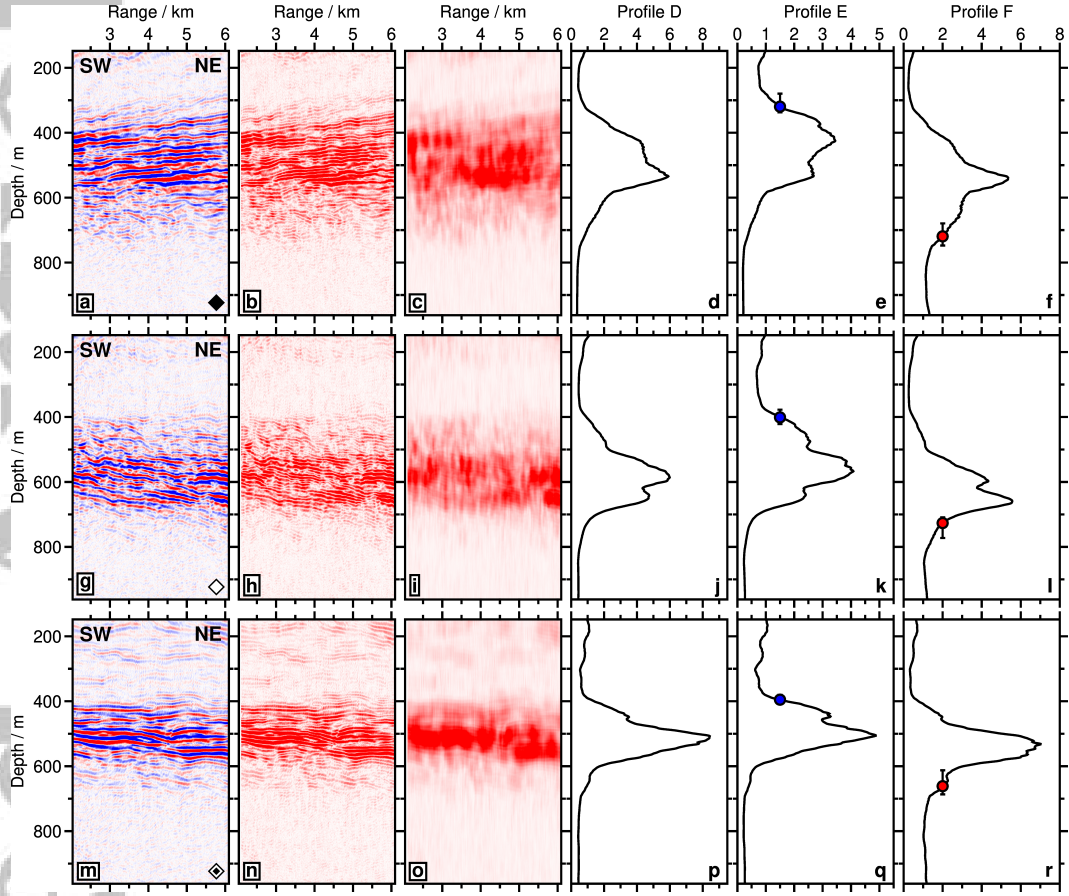 Range / km Range / km Range / km Profile D Profile E Profile F
3 4 5 6 3 4 5 6 3 4 5 6 0 2 4 6 8 0 1 2 3 4 5 0 2 4 6 8
SW NE
200
400
600
800
Depth / m
a b c d e f
SW NE
200
400
600
800
Depth / m
g h i j k l
SW NE
200
400
600
800
Depth / m
m n o p q r